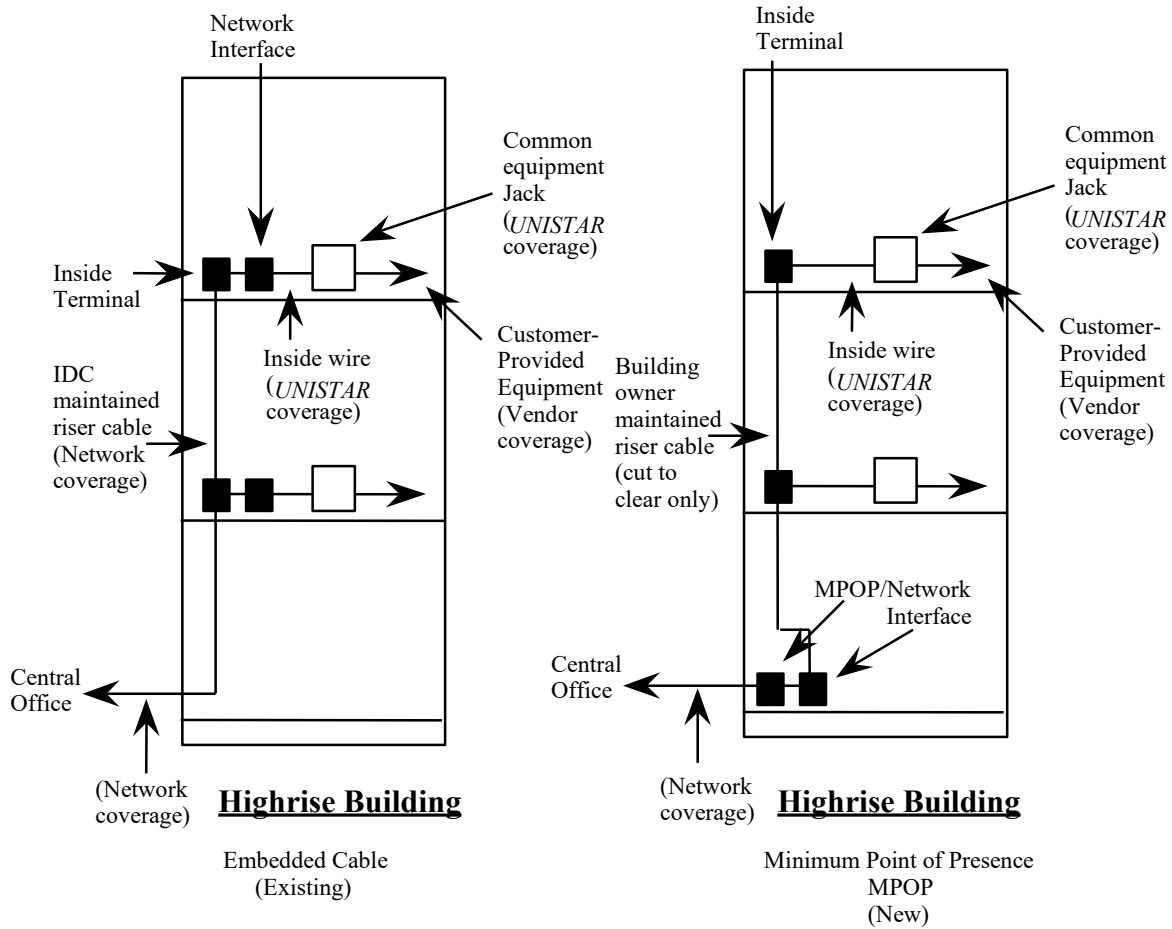 Network
Interface
Common
equipment
Jack
(UNISTAR
coverage)
Inside
Terminal
Inside wire
(UNISTAR
coverage)
Customer-
Provided
Equipment
(Vendor
coverage)
IDC
maintained
riser cable
(Network
coverage)
Central
Office
(Network
coverage)
Highrise Building
Embedded Cable
(Existing)
Inside
Terminal
Common
equipment
Jack
(UNISTAR
coverage)
Inside wire
(UNISTAR
coverage)
Customer-
Provided
Equipment
(Vendor
coverage)
Building
owner
maintained
riser cable
(cut to
clear only)
MPOP/Network
Interface
Central
Office
(Network
coverage)
Highrise Building
Minimum Point of Presence
MPOP
(New)